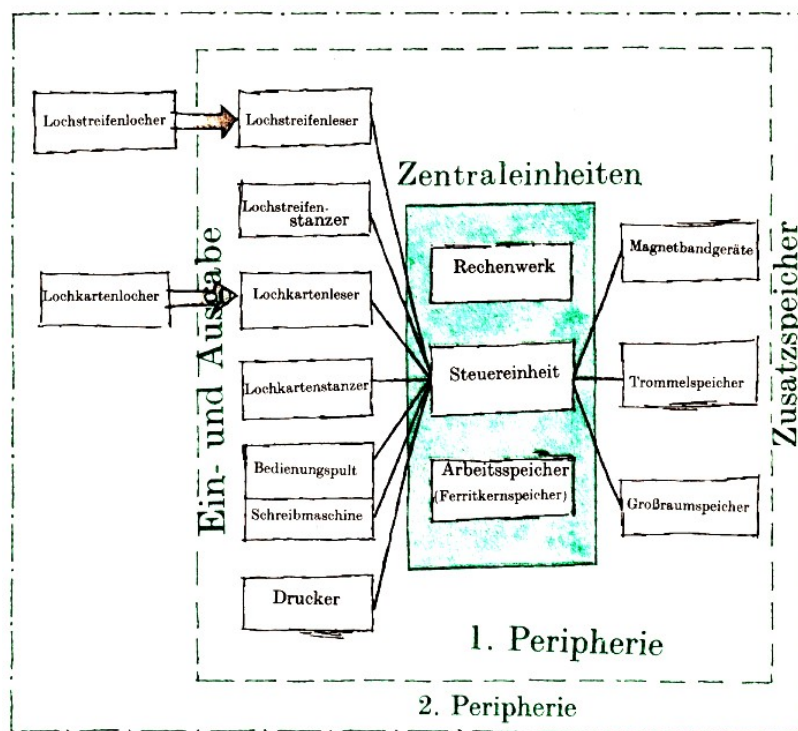 Lochstreifenlocher
Lochstreifenleser
Zentraleinheiten
Lochstreifen-
stanzer
Ein- und Ausgabe
Lochkartenlocher
Lochkartenleser
Lochkartenstanzer
Bedienungspult
Schreibmaschine
Drucker
Rechenwerk
Steuereinheit
Arbeitsspeicher
(Ferritkernspeicher)
Magnetbandgeräte
Trommelspeicher
Großraumspeicher
Zusatzspeicher
1. Peripherie
2. Peripherie